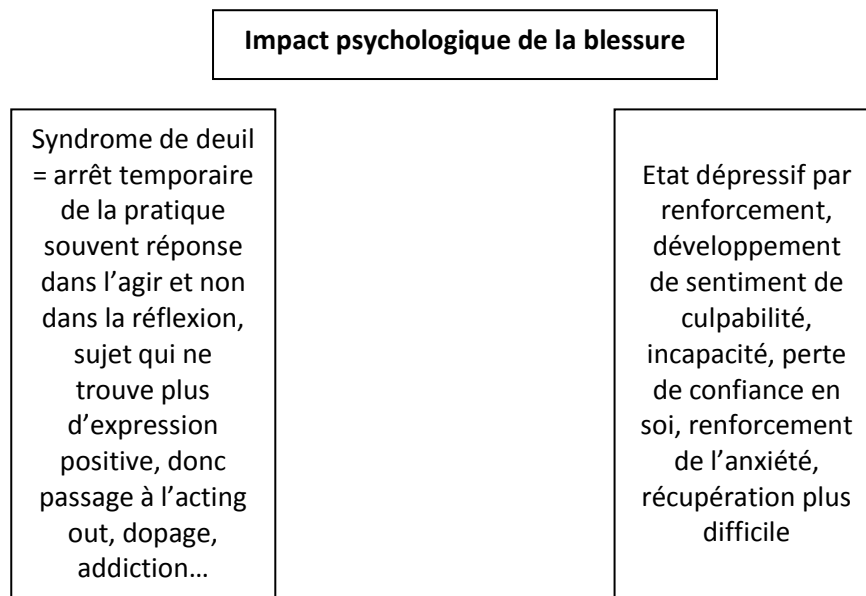 Impact psychologique de la blessure
Syndrome de deuil
= arrêt temporaire
de la pratique
souvent réponse
dans l’agir et non
dans la réflexion,
sujet qui ne
trouve plus
d’expression
positive, donc
passage à l’acting
out, dopage,
addiction…
Etat dépressif par
renforcement,
développement
de sentiment de
culpabilité,
incapacité, perte
de confiance en
soi, renforcement
de l’anxiété,
récupération plus
difficile